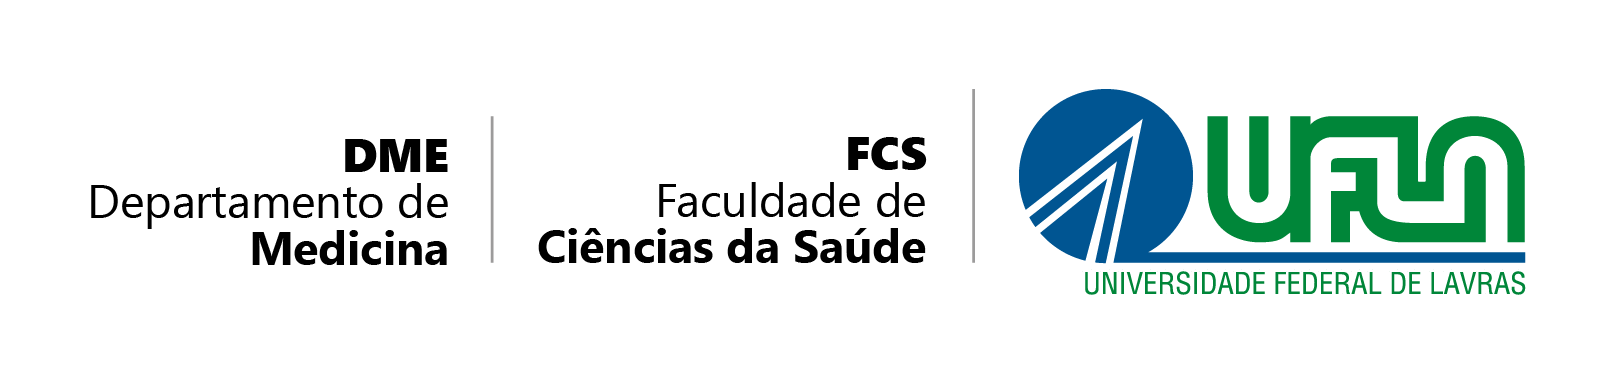 DME
Departamento de
Medicina
FCS
Faculdade de
Ciências da Saúde
UFLA
UNIVERSIDADE FEDERAL DE LAVRAS